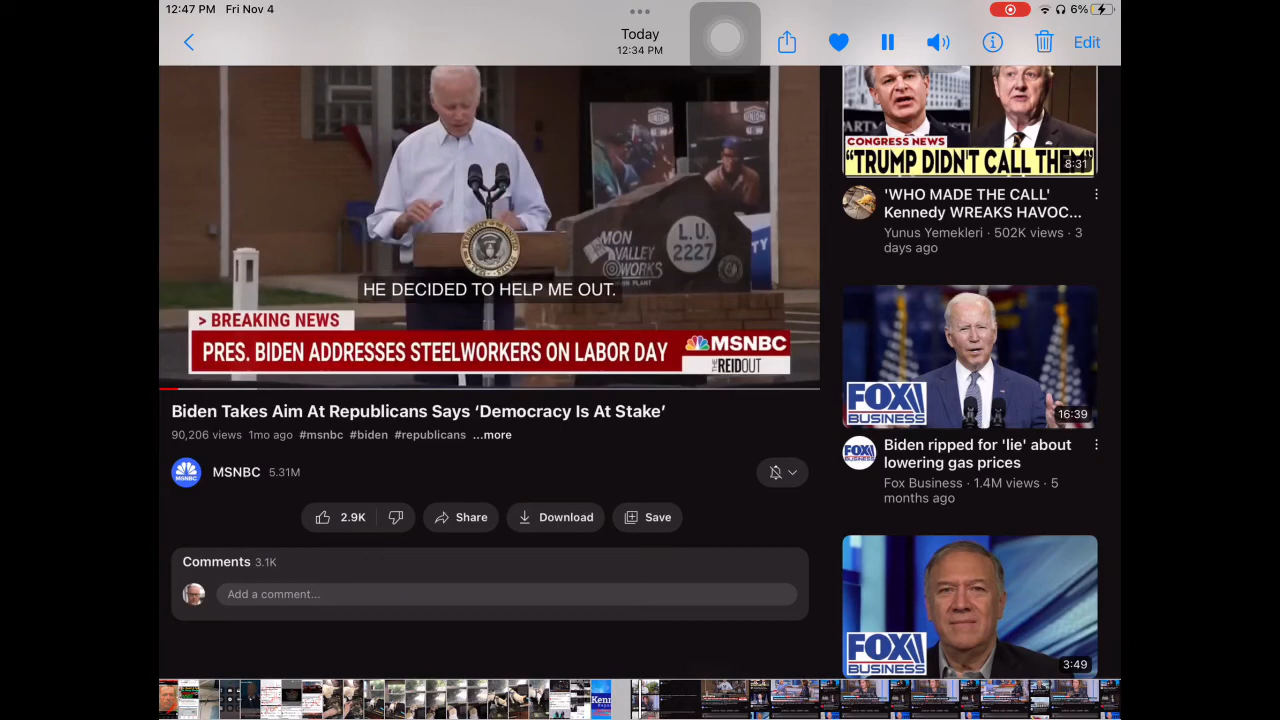 12:47 PM Fri Nov 4
6%
Today
12:34 PM
Edit
UNION
UNION
MON
VALLEY
WORKS
L.U.
2227
TY
HE DECIDED TO HELP ME OUT.
> BREAKING NEWS
PRES. BIDEN ADDRESSES STEELWORKERS ON LABOR DAY
MSNBC
THE REIDOUT
Biden Takes Aim At Republicans Says ‘Democracy Is At Stake’
90,206 views 1mo ago #msnbc #biden #republicans ...more
MSNBC
MSNBC 5.31M
2.9K
Share
Download
Save
Comments 3.1K
Add a comment...
CONGRESS NEWS
“TRUMP DIDN'T CALL THEM”
8:31
'WHO MADE THE CALL'
Kennedy WREAKS HAVOC...
Yunus Yemekleri · 502K views · 3
days ago
FOX
BUSINESS
16:39
Biden ripped for 'lie' about
lowering gas prices
Fox Business · 1.4M views · 5
months ago
FOX
BUSINESS
3:49